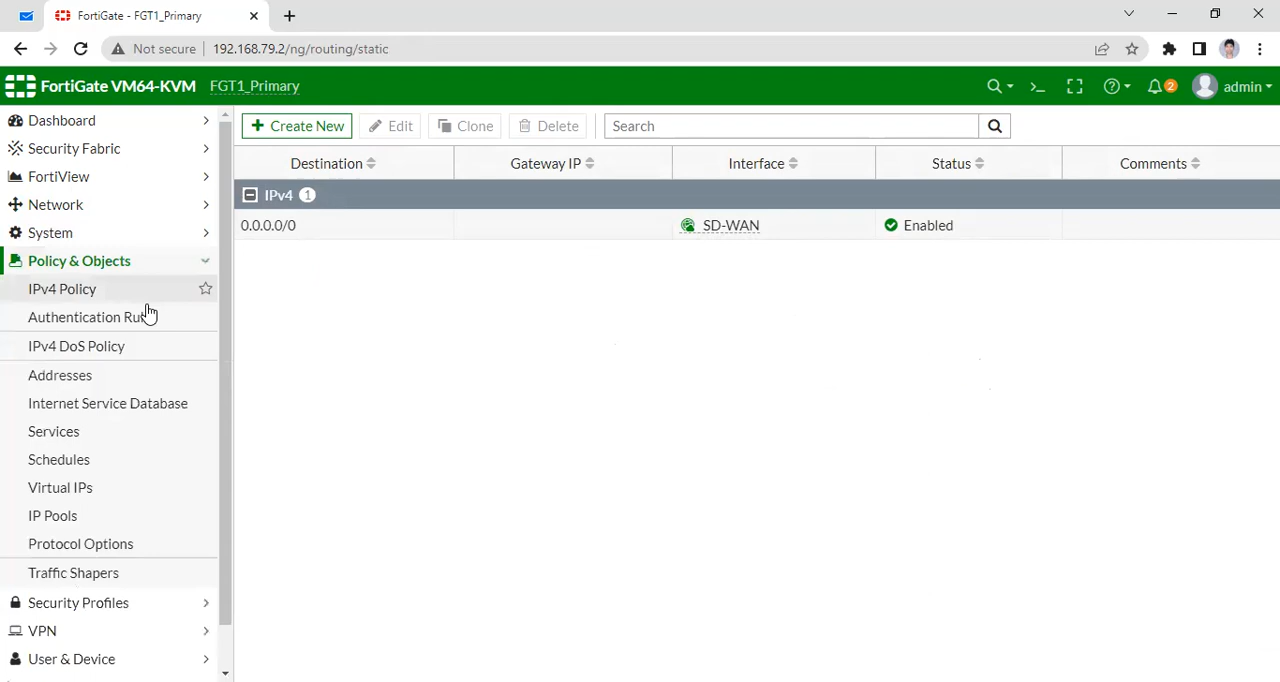 FortiGate - FGT1_Primary
Not secure 192.168.79.2/ng/routing/static
FortiGate VM64-KVM FGT1_Primary 2 admin
Dashboard
Security Fabric
FortiView
Network
System
Policy & Objects
IPv4 Policy
Authentication Ru
IPv4 DoS Policy
Addresses
Internet Service Database
Services
Schedules
Virtual IPs
IP Pools
Protocol Options
Traffic Shapers
Security Profiles
VPN
User & Device
+ Create New Edit Clone Delete Search
Destination Gateway IP Interface Status Comments
IPv4 1
0.0.0.0/0 SD-WAN Enabled